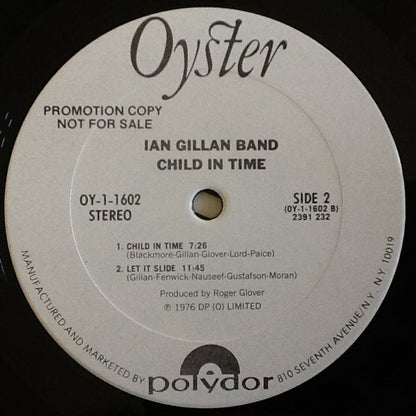 Oyster
PROMOTION COPY
NOT FOR SALE
IAN GILLAN BAND
CHILD IN TIME
OY-1-1602
STEREO
SIDE 2
(OY-1-1602 B)
2391 232
1. CHILD IN TIME 7:26
(Blackmore-Gillan-Glover-Lord-Paice)
2. LET IT SLIDE 11:45
(Gillan-Fenwick-Nauseef-Gustafson-Moran)
Produced by Roger Glover
℗ 1976 DP (O) LIMITED
MANUFACTURED AND MARKETED BY polydor 810 SEVENTH AVENUE/N.Y., N.Y. 10019